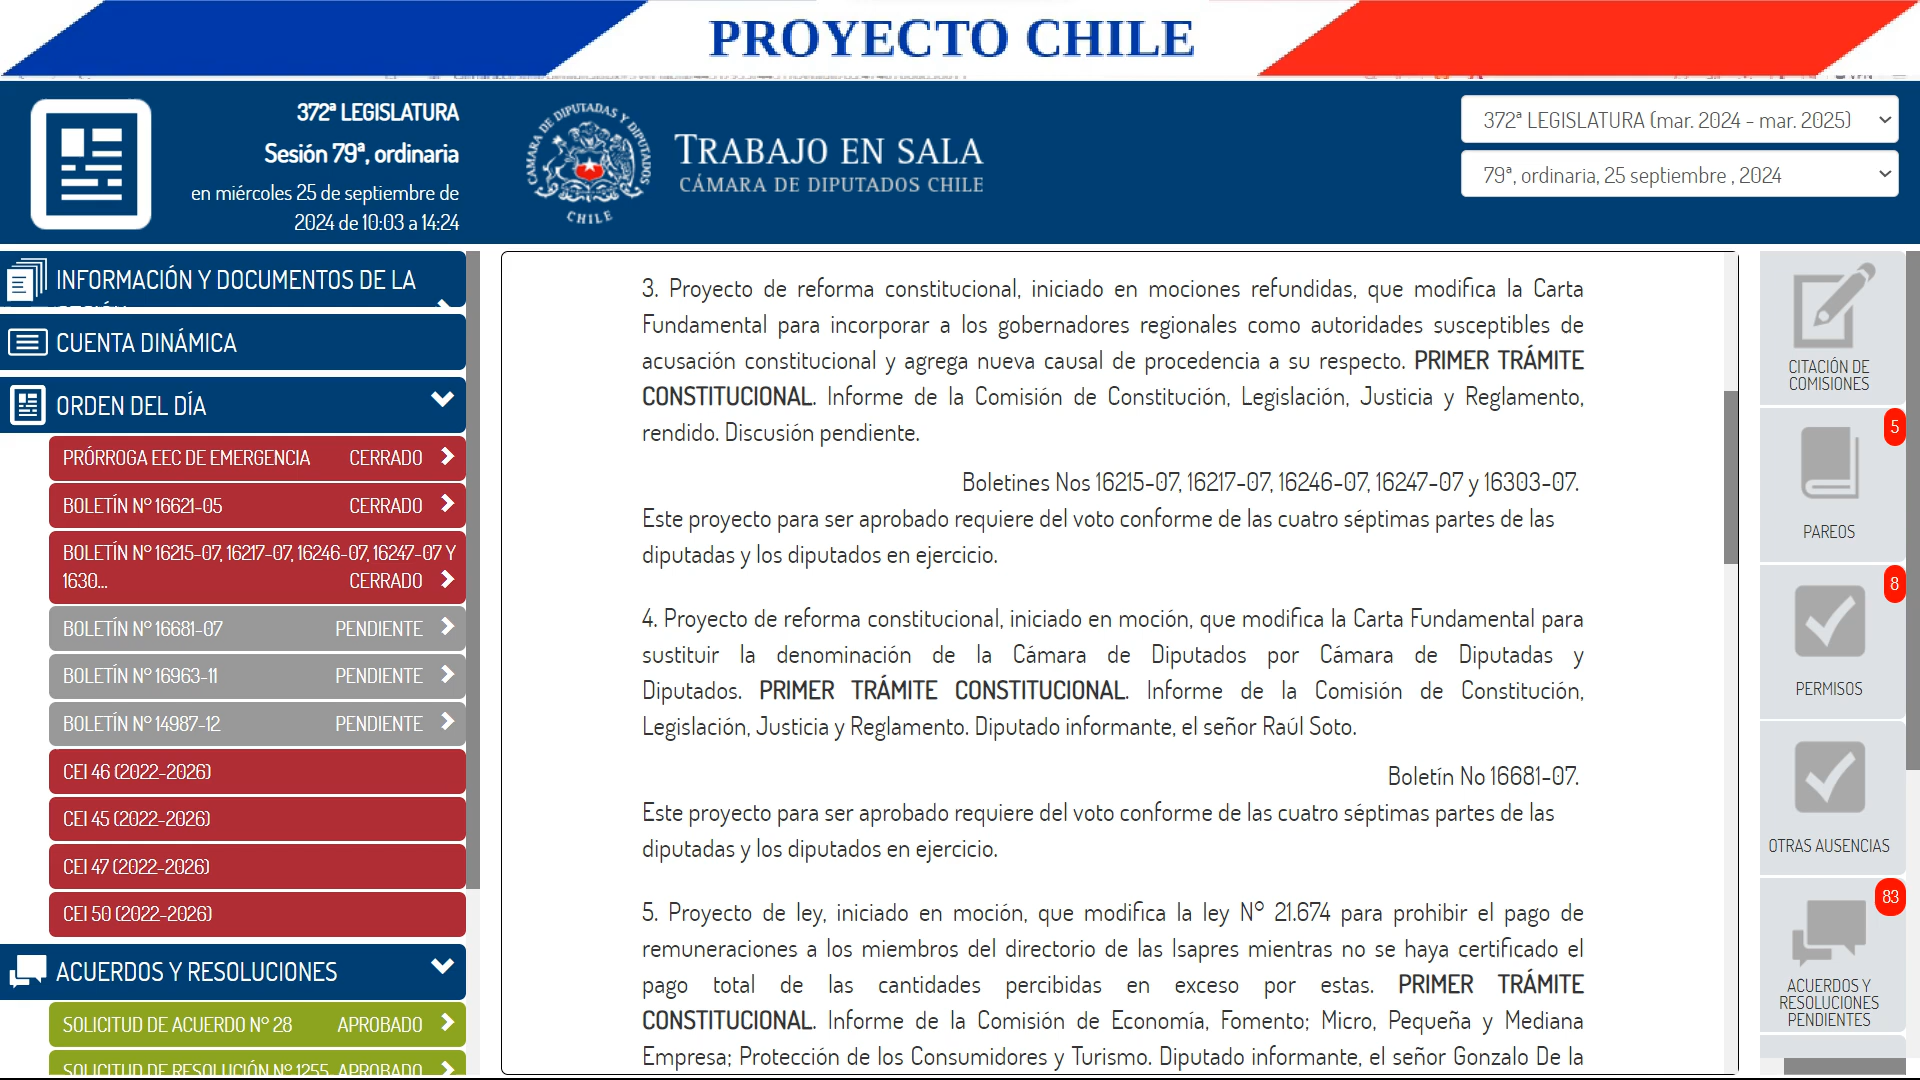 PROYECTO CHILE
372ª LEGISLATURA
Sesión 79ª, ordinaria
en miércoles 25 de septiembre de
2024 de 10:03 a 14:24
CÁMARA DE DIPUTADAS Y DIPUTADOS
CHILE
TRABAJO EN SALA
CÁMARA DE DIPUTADOS CHILE
372ª LEGISLATURA (mar. 2024 - mar. 2025)
79ª, ordinaria, 25 septiembre , 2024
INFORMACIÓN Y DOCUMENTOS DE LA
CUENTA DINÁMICA
ORDEN DEL DÍA
PRÓRROGA EEC DE EMERGENCIA CERRADO
BOLETÍN Nº 16621-05 CERRADO
BOLETÍN Nº 16215-07, 16217-07, 16246-07, 16247-07 Y
1630... CERRADO
BOLETÍN Nº 16681-07 PENDIENTE
BOLETÍN Nº 16963-11 PENDIENTE
BOLETÍN Nº 14987-12 PENDIENTE
CEI 46 (2022-2026)
CEI 45 (2022-2026)
CEI 47 (2022-2026)
CEI 50 (2022-2026)
ACUERDOS Y RESOLUCIONES
SOLICITUD DE ACUERDO Nº 28 APROBADO
SOLICITUD DE RESOLUCIÓN Nº 1255 APROBADO
3. Proyecto de reforma constitucional, iniciado en mociones refundidas, que modifica la Carta
Fundamental para incorporar a los gobernadores regionales como autoridades susceptibles de
acusación constitucional y agrega nueva causal de procedencia a su respecto. PRIMER TRÁMITE
CONSTITUCIONAL. Informe de la Comisión de Constitución, Legislación, Justicia y Reglamento,
rendido. Discusión pendiente.
Boletines Nos 16215-07, 16217-07, 16246-07, 16247-07 y 16303-07.
Este proyecto para ser aprobado requiere del voto conforme de las cuatro séptimas partes de las
diputadas y los diputados en ejercicio.
4. Proyecto de reforma constitucional, iniciado en moción, que modifica la Carta Fundamental para
sustituir la denominación de la Cámara de Diputados por Cámara de Diputadas y
Diputados. PRIMER TRÁMITE CONSTITUCIONAL. Informe de la Comisión de Constitución,
Legislación, Justicia y Reglamento. Diputado informante, el señor Raúl Soto.
Boletín No 16681-07.
Este proyecto para ser aprobado requiere del voto conforme de las cuatro séptimas partes de las
diputadas y los diputados en ejercicio.
5. Proyecto de ley, iniciado en moción, que modifica la ley Nº 21.674 para prohibir el pago de
remuneraciones a los miembros del directorio de las Isapres mientras no se haya certificado el
pago total de las cantidades percibidas en exceso por estas. PRIMER TRÁMITE
CONSTITUCIONAL. Informe de la Comisión de Economía, Fomento; Micro, Pequeña y Mediana
Empresa; Protección de los Consumidores y Turismo. Diputado informante, el señor Gonzalo De la
CITACIÓN DE
COMISIONES
5
PAREOS
8
PERMISOS
OTRAS AUSENCIAS
83
ACUERDOS Y
RESOLUCIONES
PENDIENTES